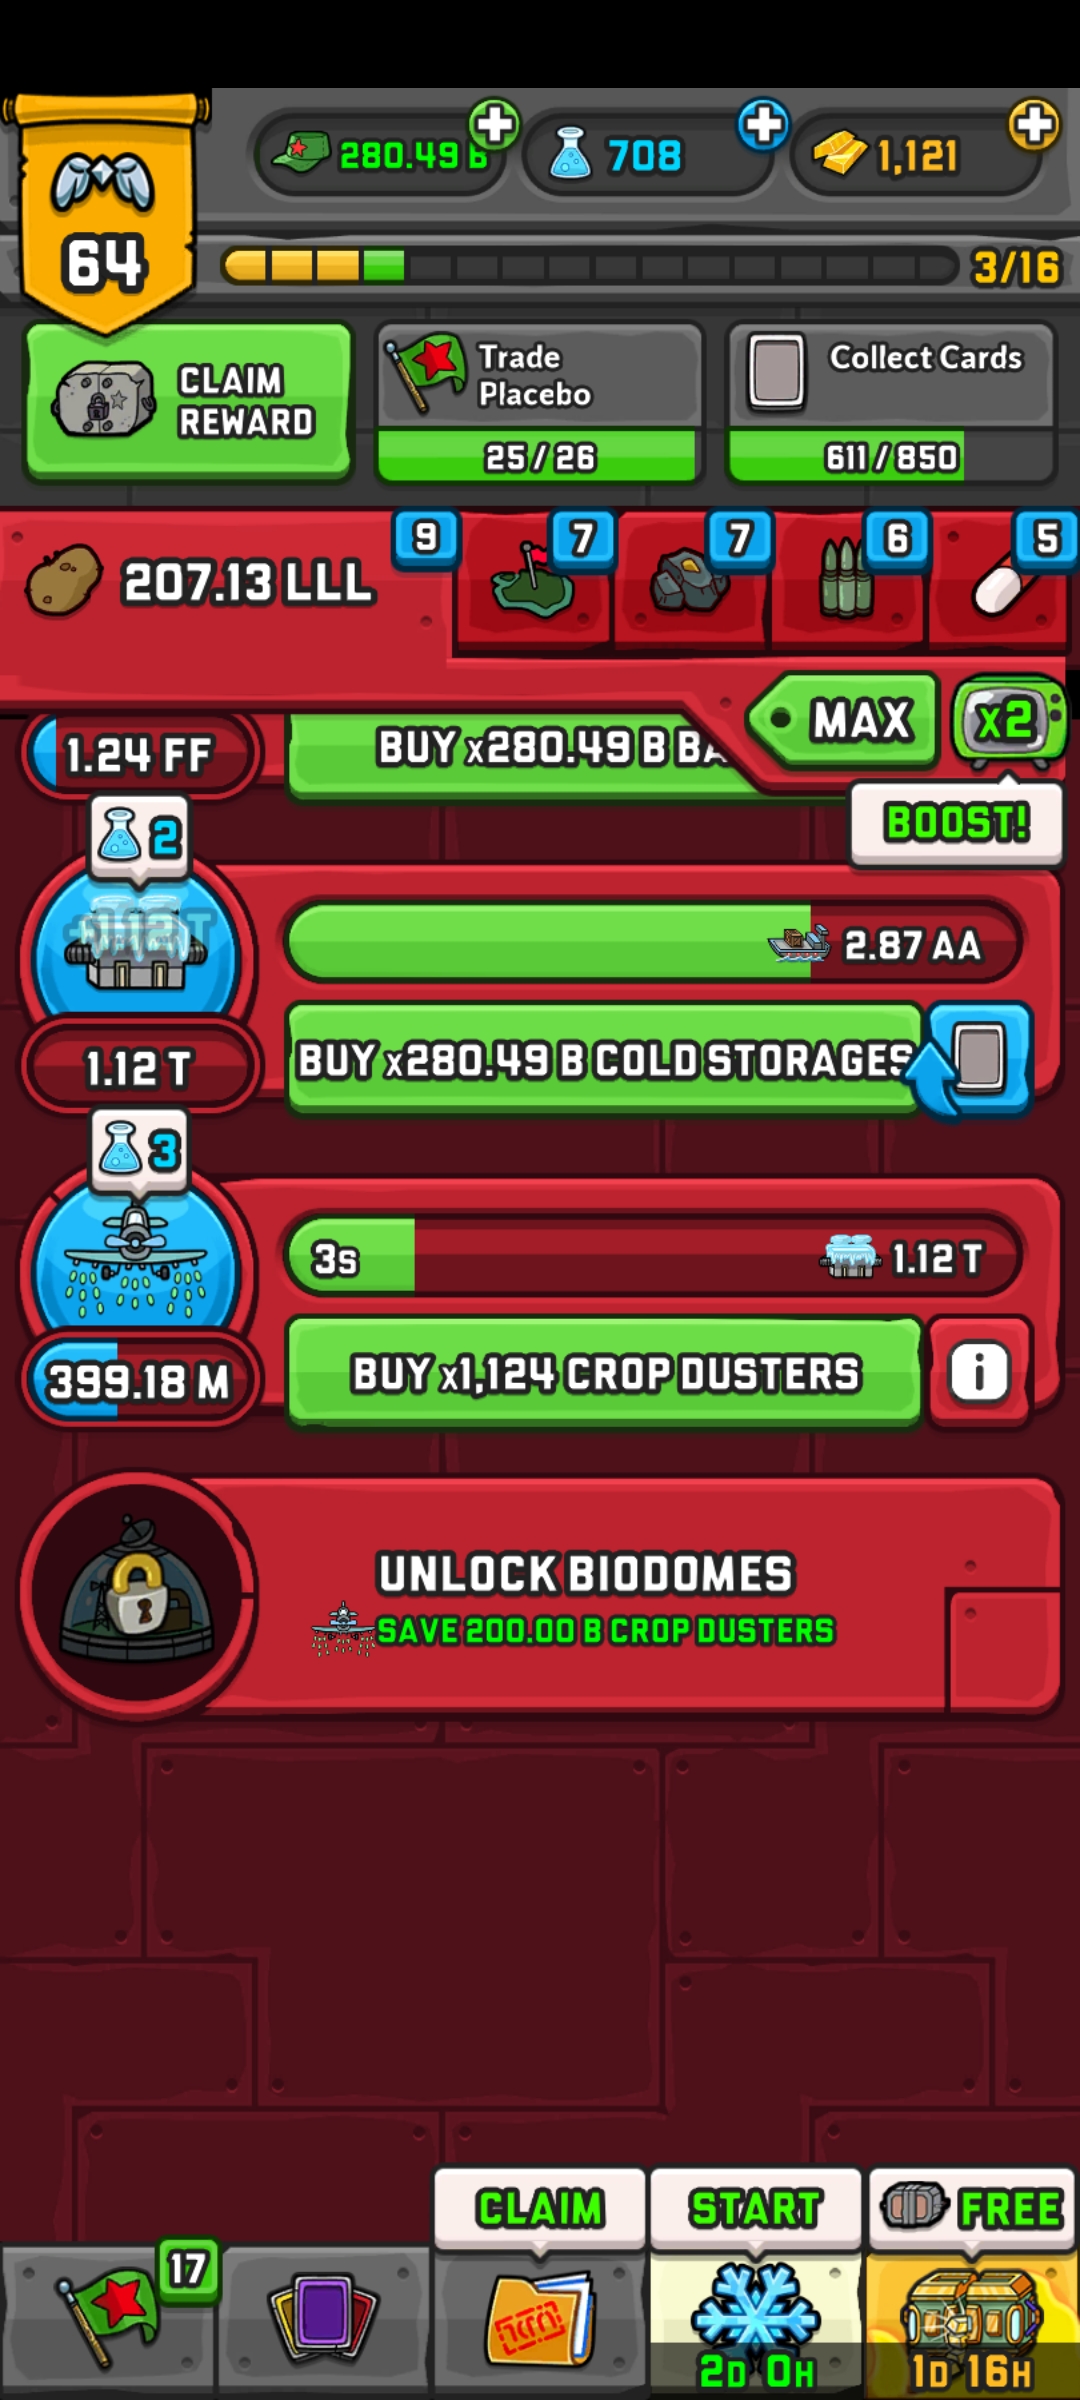 280.49 B
708
1,121
64
3/16
CLAIM
REWARD
Trade
Placebo
25/26
Collect Cards
611/850
207.13 LLL
9
7
7
6
5
MAX
x2
BOOST!
1.24 FF
BUY x280.49 B BA
2
+1.12 T
2.87 AA
1.12 T
BUY x280.49 B COLD STORAGES
3
3s
1.12 T
399.18 M
BUY x1,124 CROP DUSTERS
i
UNLOCK BIODOMES
SAVE 200.00 B CROP DUSTERS
CLAIM
START
FREE
17
2D 0H
1D 16H